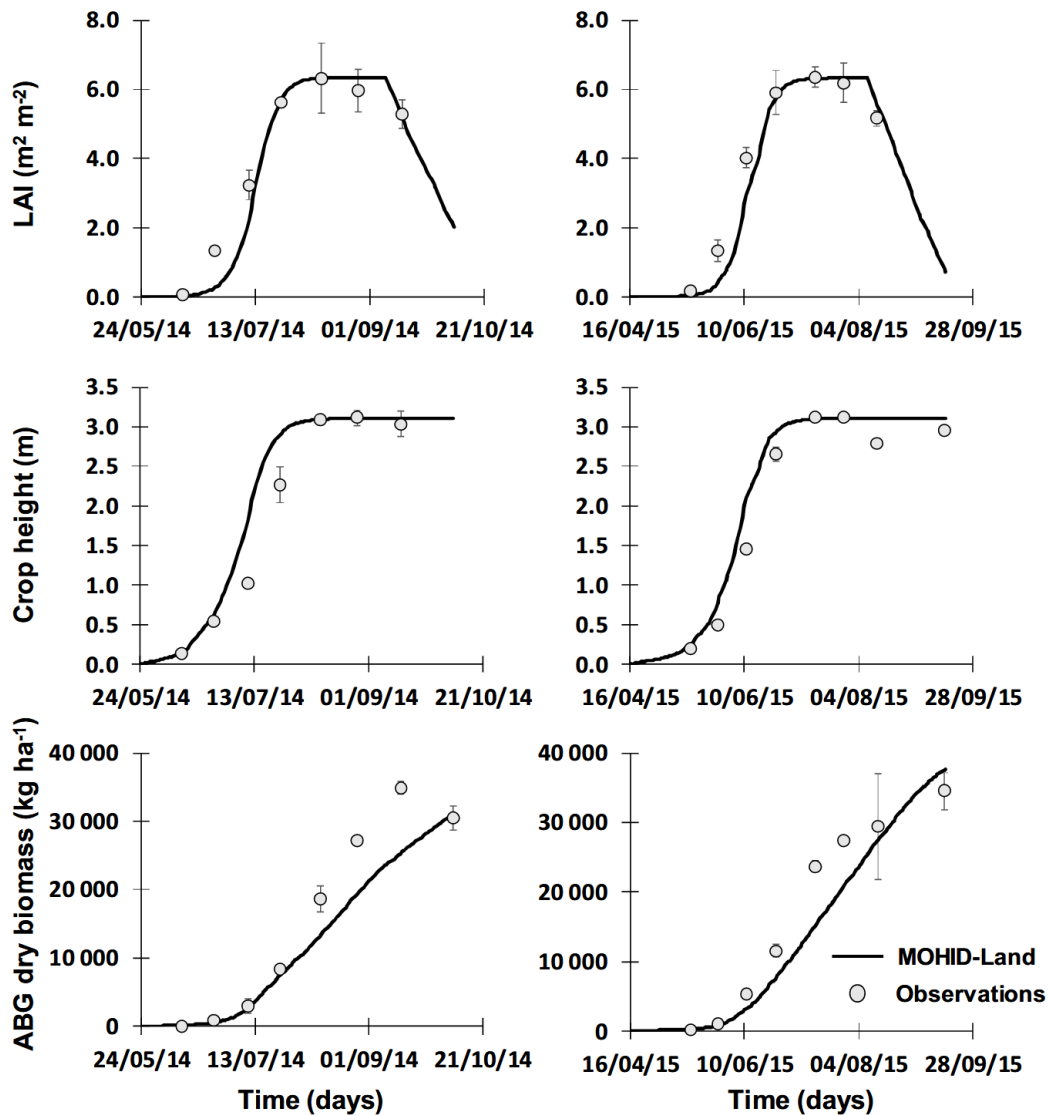 LAI (m² m⁻²)
8.0
6.0
4.0
2.0
0.0
24/05/14 13/07/14 01/09/14 21/10/14
8.0
6.0
4.0
2.0
0.0
16/04/15 10/06/15 04/08/15 28/09/15
Crop height (m)
3.5
3.0
2.5
2.0
1.5
1.0
0.5
0.0
24/05/14 13/07/14 01/09/14 21/10/14
3.5
3.0
2.5
2.0
1.5
1.0
0.5
0.0
16/04/15 10/06/15 04/08/15 28/09/15
ABG dry biomass (kg ha⁻¹)
40 000
30 000
20 000
10 000
0
24/05/14 13/07/14 01/09/14 21/10/14
Time (days)
40 000
30 000
20 000
10 000
0
16/04/15 10/06/15 04/08/15 28/09/15
Time (days)
MOHID-Land
Observations